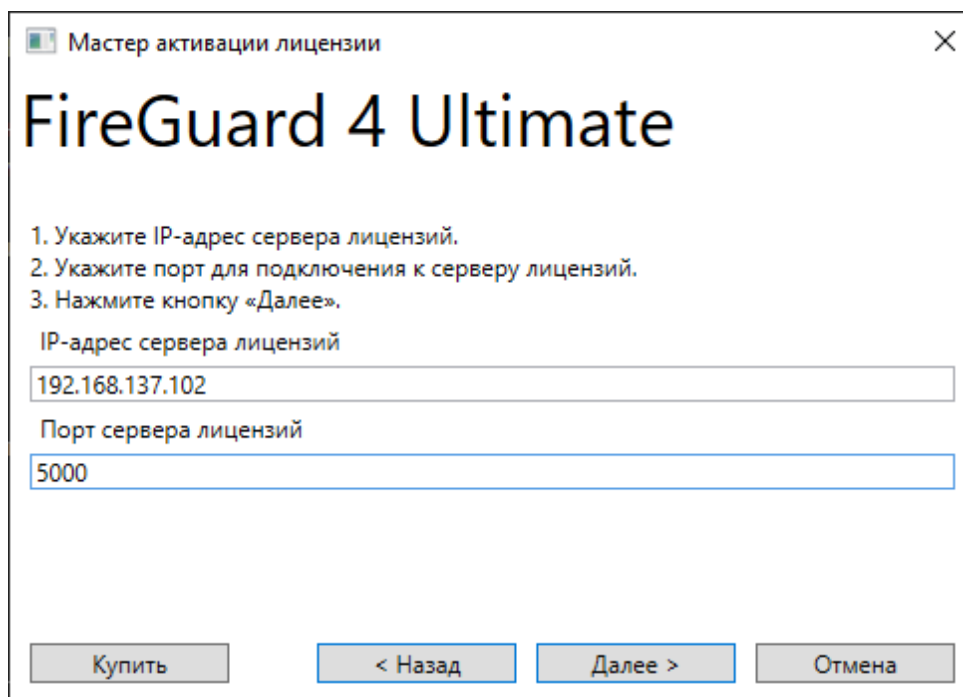 Мастер активации лицензии
FireGuard 4 Ultimate
1. Укажите IP-адрес сервера лицензий.
2. Укажите порт для подключения к серверу лицензий.
3. Нажмите кнопку «Далее».
IP-адрес сервера лицензий
192.168.137.102
Порт сервера лицензий
5000
Купить
< Назад
Далее >
Отмена